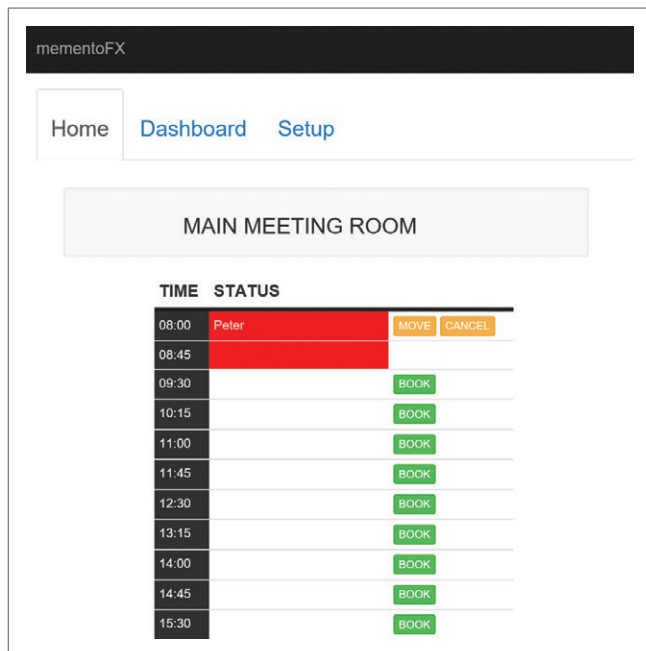 mementoFX
Home Dashboard Setup
MAIN MEETING ROOM
TIME STATUS
08:00 Peter MOVE CANCEL
08:45
09:30 BOOK
10:15 BOOK
11:00 BOOK
11:45 BOOK
12:30 BOOK
13:15 BOOK
14:00 BOOK
14:45 BOOK
15:30 BOOK